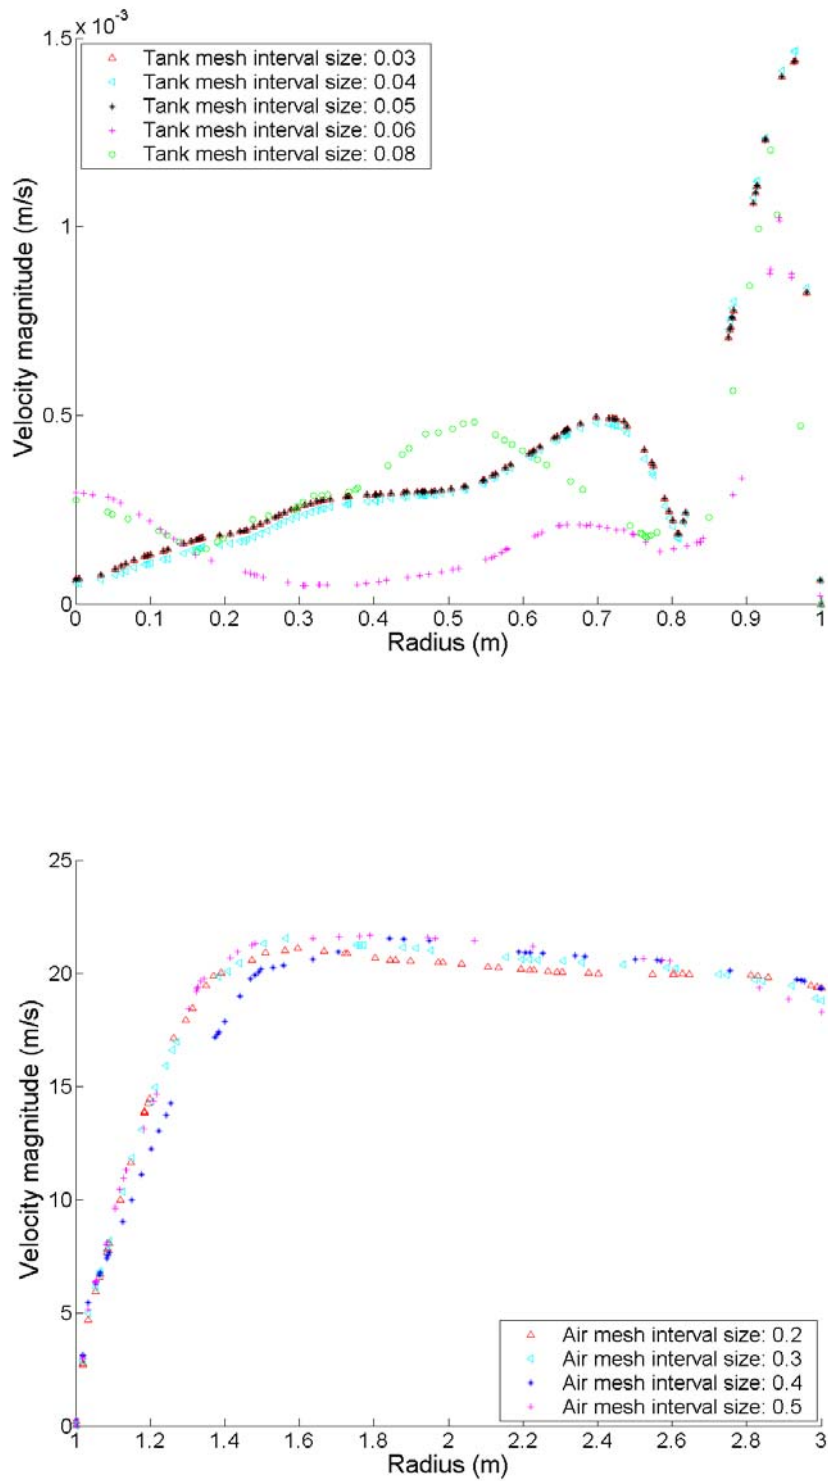 x 10⁻³
1.5
1
0.5
0
Velocity magnitude (m/s)
Tank mesh interval size: 0.03
Tank mesh interval size: 0.04
Tank mesh interval size: 0.05
Tank mesh interval size: 0.06
Tank mesh interval size: 0.08
0 0.1 0.2 0.3 0.4 0.5 0.6 0.7 0.8 0.9 1
Radius (m)
25
20
15
10
5
0
Velocity magnitude (m/s)
Air mesh interval size: 0.2
Air mesh interval size: 0.3
Air mesh interval size: 0.4
Air mesh interval size: 0.5
1 1.2 1.4 1.6 1.8 2 2.2 2.4 2.6 2.8 3
Radius (m)